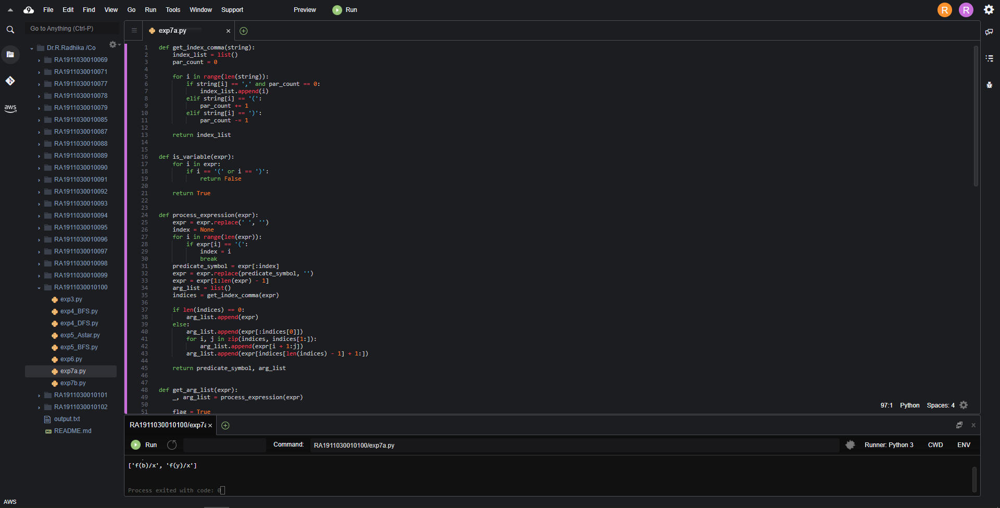 File Edit Find View Go Run Tools Window Support Preview Run R R
Go to Anything (Ctrl-P)
exp7a.py
Dr.R.Radhika /Co
RA1911030010069
RA1911030010071
RA1911030010077
RA1911030010078
RA1911030010079
RA1911030010085
RA1911030010087
RA1911030010088
RA1911030010089
RA1911030010090
RA1911030010091
RA1911030010092
RA1911030010093
RA1911030010094
RA1911030010095
RA1911030010096
RA1911030010097
RA1911030010098
RA1911030010099
RA1911030010100
exp3.py
exp4_BFS.py
exp4_DFS.py
exp5_Astar.py
exp5_BFS.py
exp6.py
exp7a.py
exp7b.py
RA1911030010101
RA1911030010102
output.txt
README.md
aws
AWS
1 def get_index_comma(string):
2     index_list = list()
3     par_count = 0
4
5     for i in range(len(string)):
6         if string[i] == ',' and par_count == 0:
7             index_list.append(i)
8         elif string[i] == '(':
9             par_count += 1
10         elif string[i] == ')':
11             par_count -= 1
12
13     return index_list
14
15
16 def is_variable(expr):
17     for i in expr:
18         if i == '(' or i == ')':
19             return False
20
21     return True
22
23
24 def process_expression(expr):
25     expr = expr.replace(' ', '')
26     index = None
27     for i in range(len(expr)):
28         if expr[i] == '(':
29             index = i
30             break
31     predicate_symbol = expr[:index]
32     expr = expr.replace(predicate_symbol, '')
33     expr = expr[1:len(expr) - 1]
34     arg_list = list()
35     indices = get_index_comma(expr)
36
37     if len(indices) == 0:
38         arg_list.append(expr)
39     else:
40         arg_list.append(expr[:indices[0]])
41         for i, j in zip(indices, indices[1:]):
42             arg_list.append(expr[i + 1:j])
43         arg_list.append(expr[indices[len(indices) - 1] + 1:])
44
45     return predicate_symbol, arg_list
46
47
48 def get_arg_list(expr):
49     _, arg_list = process_expression(expr)
50
51     flag = True
97:1 Python Spaces: 4
RA1911030010100/exp7a
Run Command: RA1911030010100/exp7a.py Runner: Python 3 CWD ENV
['f(b)/x', 'f(y)/x']
Process exited with code: 0